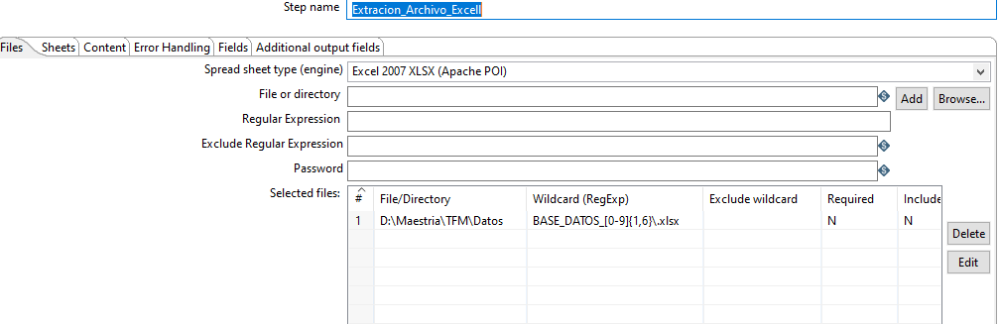 Step name Extracion_Archivo_Excell
Files Sheets Content Error Handling Fields Additional output fields
Spread sheet type (engine) Excel 2007 XLSX (Apache POI)
File or directory Add Browse...
Regular Expression
Exclude Regular Expression
Password
Selected files: # File/Directory Wildcard (RegExp) Exclude wildcard Required Include
1 D:\Maestria\TFM\Datos BASE_DATOS_[0-9]{1,6}\.xlsx N N
Delete
Edit